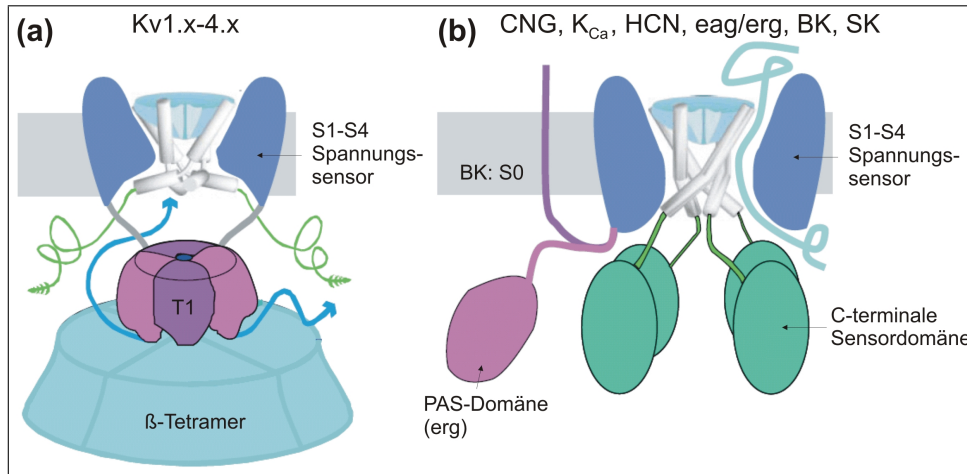 (a)
Kv1.x-4.x
S1-S4
Spannungs-
sensor
T1
ß-Tetramer
(b)
CNG, K_Ca, HCN, eag/erg, BK, SK
BK: S0
S1-S4
Spannungs-
sensor
PAS-Domäne
(erg)
C-terminale
Sensordomäne